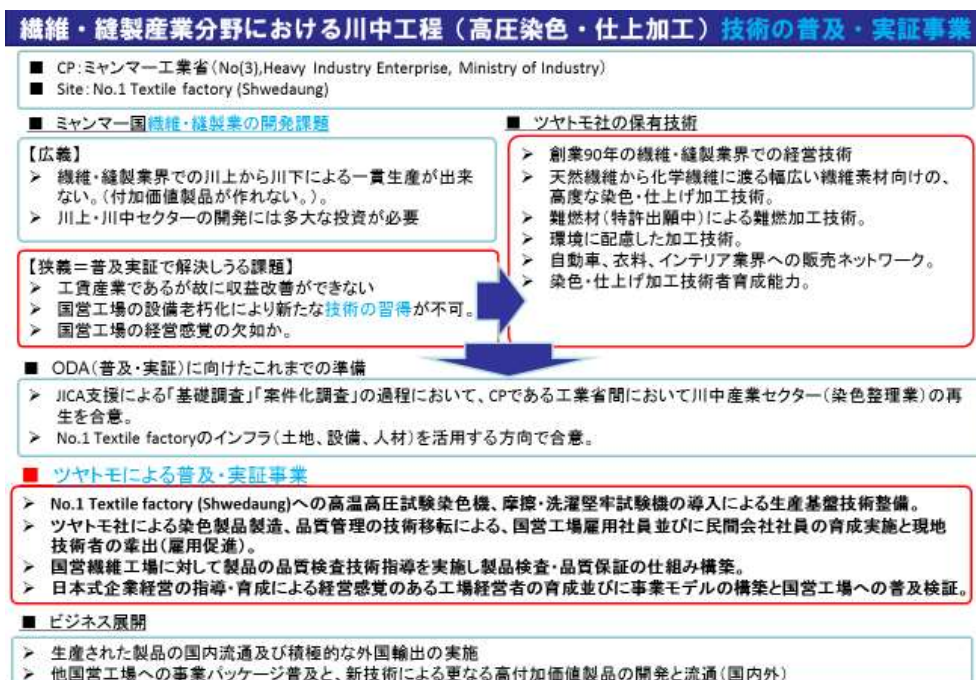 繊維・縫製産業分野における川中工程（高圧染色・仕上加工）技術の普及・実証事業
■ CP:ミャンマー工業省(No(3),Heavy Industry Enterprise, Ministry of Industry)
■ Site: No.1 Textile factory (Shwedaung)
■ ミャンマー国繊維・縫製業の開発課題
【広義】
➢ 繊維・縫製業界での川上から川下による一貫生産が出来
ない。(付加価値製品が作れない。)。
➢ 川上・川中セクターの開発には多大な投資が必要
【狭義＝普及実証で解決しうる課題】
➢ 工賃産業であるが故に収益改善ができない
➢ 国営工場の設備老朽化により新たな技術の習得が不可。
➢ 国営工場の経営感覚の欠如か。
■ ツヤトモ社の保有技術
➢ 創業90年の繊維・縫製業界での経営技術
➢ 天然繊維から化学繊維に渡る幅広い繊維素材向けの、
高度な染色・仕上げ加工技術。
➢ 難燃材(特許出願中)による難燃加工技術。
➢ 環境に配慮した加工技術。
➢ 自動車、衣料、インテリア業界への販売ネットワーク。
➢ 染色・仕上げ加工技術者育成能力。
■ ODA(普及・実証)に向けたこれまでの準備
➢ JICA支援による「基礎調査」「案件化調査」の過程において、CPである工業省間において川中産業セクター(染色整理業)の再
生を合意。
➢ No.1 Textile factoryのインフラ(土地、設備、人材)を活用する方向で合意。
■ ツヤトモによる普及・実証事業
➢ No.1 Textile factory (Shwedaung)への高温高圧試験染色機、摩擦・洗濯堅牢試験機の導入による生産基盤技術整備。
➢ ツヤトモ社による染色製品製造、品質管理の技術移転による、国営工場雇用社員並びに民間会社社員の育成実施と現地
技術者の輩出(雇用促進)。
➢ 国営繊維工場に対して製品の品質検査技術指導を実施し製品検査・品質保証の仕組み構築。
➢ 日本式企業経営の指導・育成による経営感覚のある工場経営者の育成並びに事業モデルの構築と国営工場への普及検証。
■ ビジネス展開
➢ 生産された製品の国内流通及び積極的な外国輸出の実施
➢ 他国営工場への事業パッケージ普及と、新技術による更なる高付加価値製品の開発と流通(国内外)